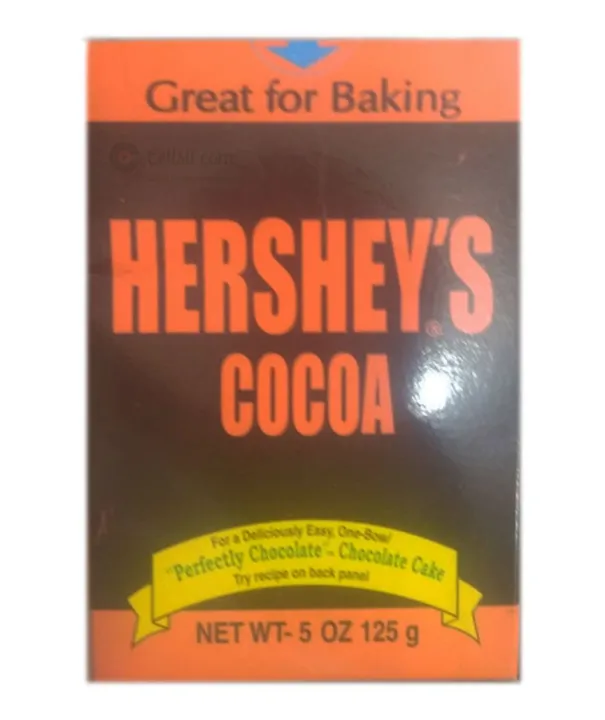 Great for Baking
HERSHEY'S®
COCOA
For a Deliciously Easy, One-Bowl
"Perfectly Chocolate" - Chocolate Cake
Try recipe on back panel
NET WT- 5 OZ 125 g